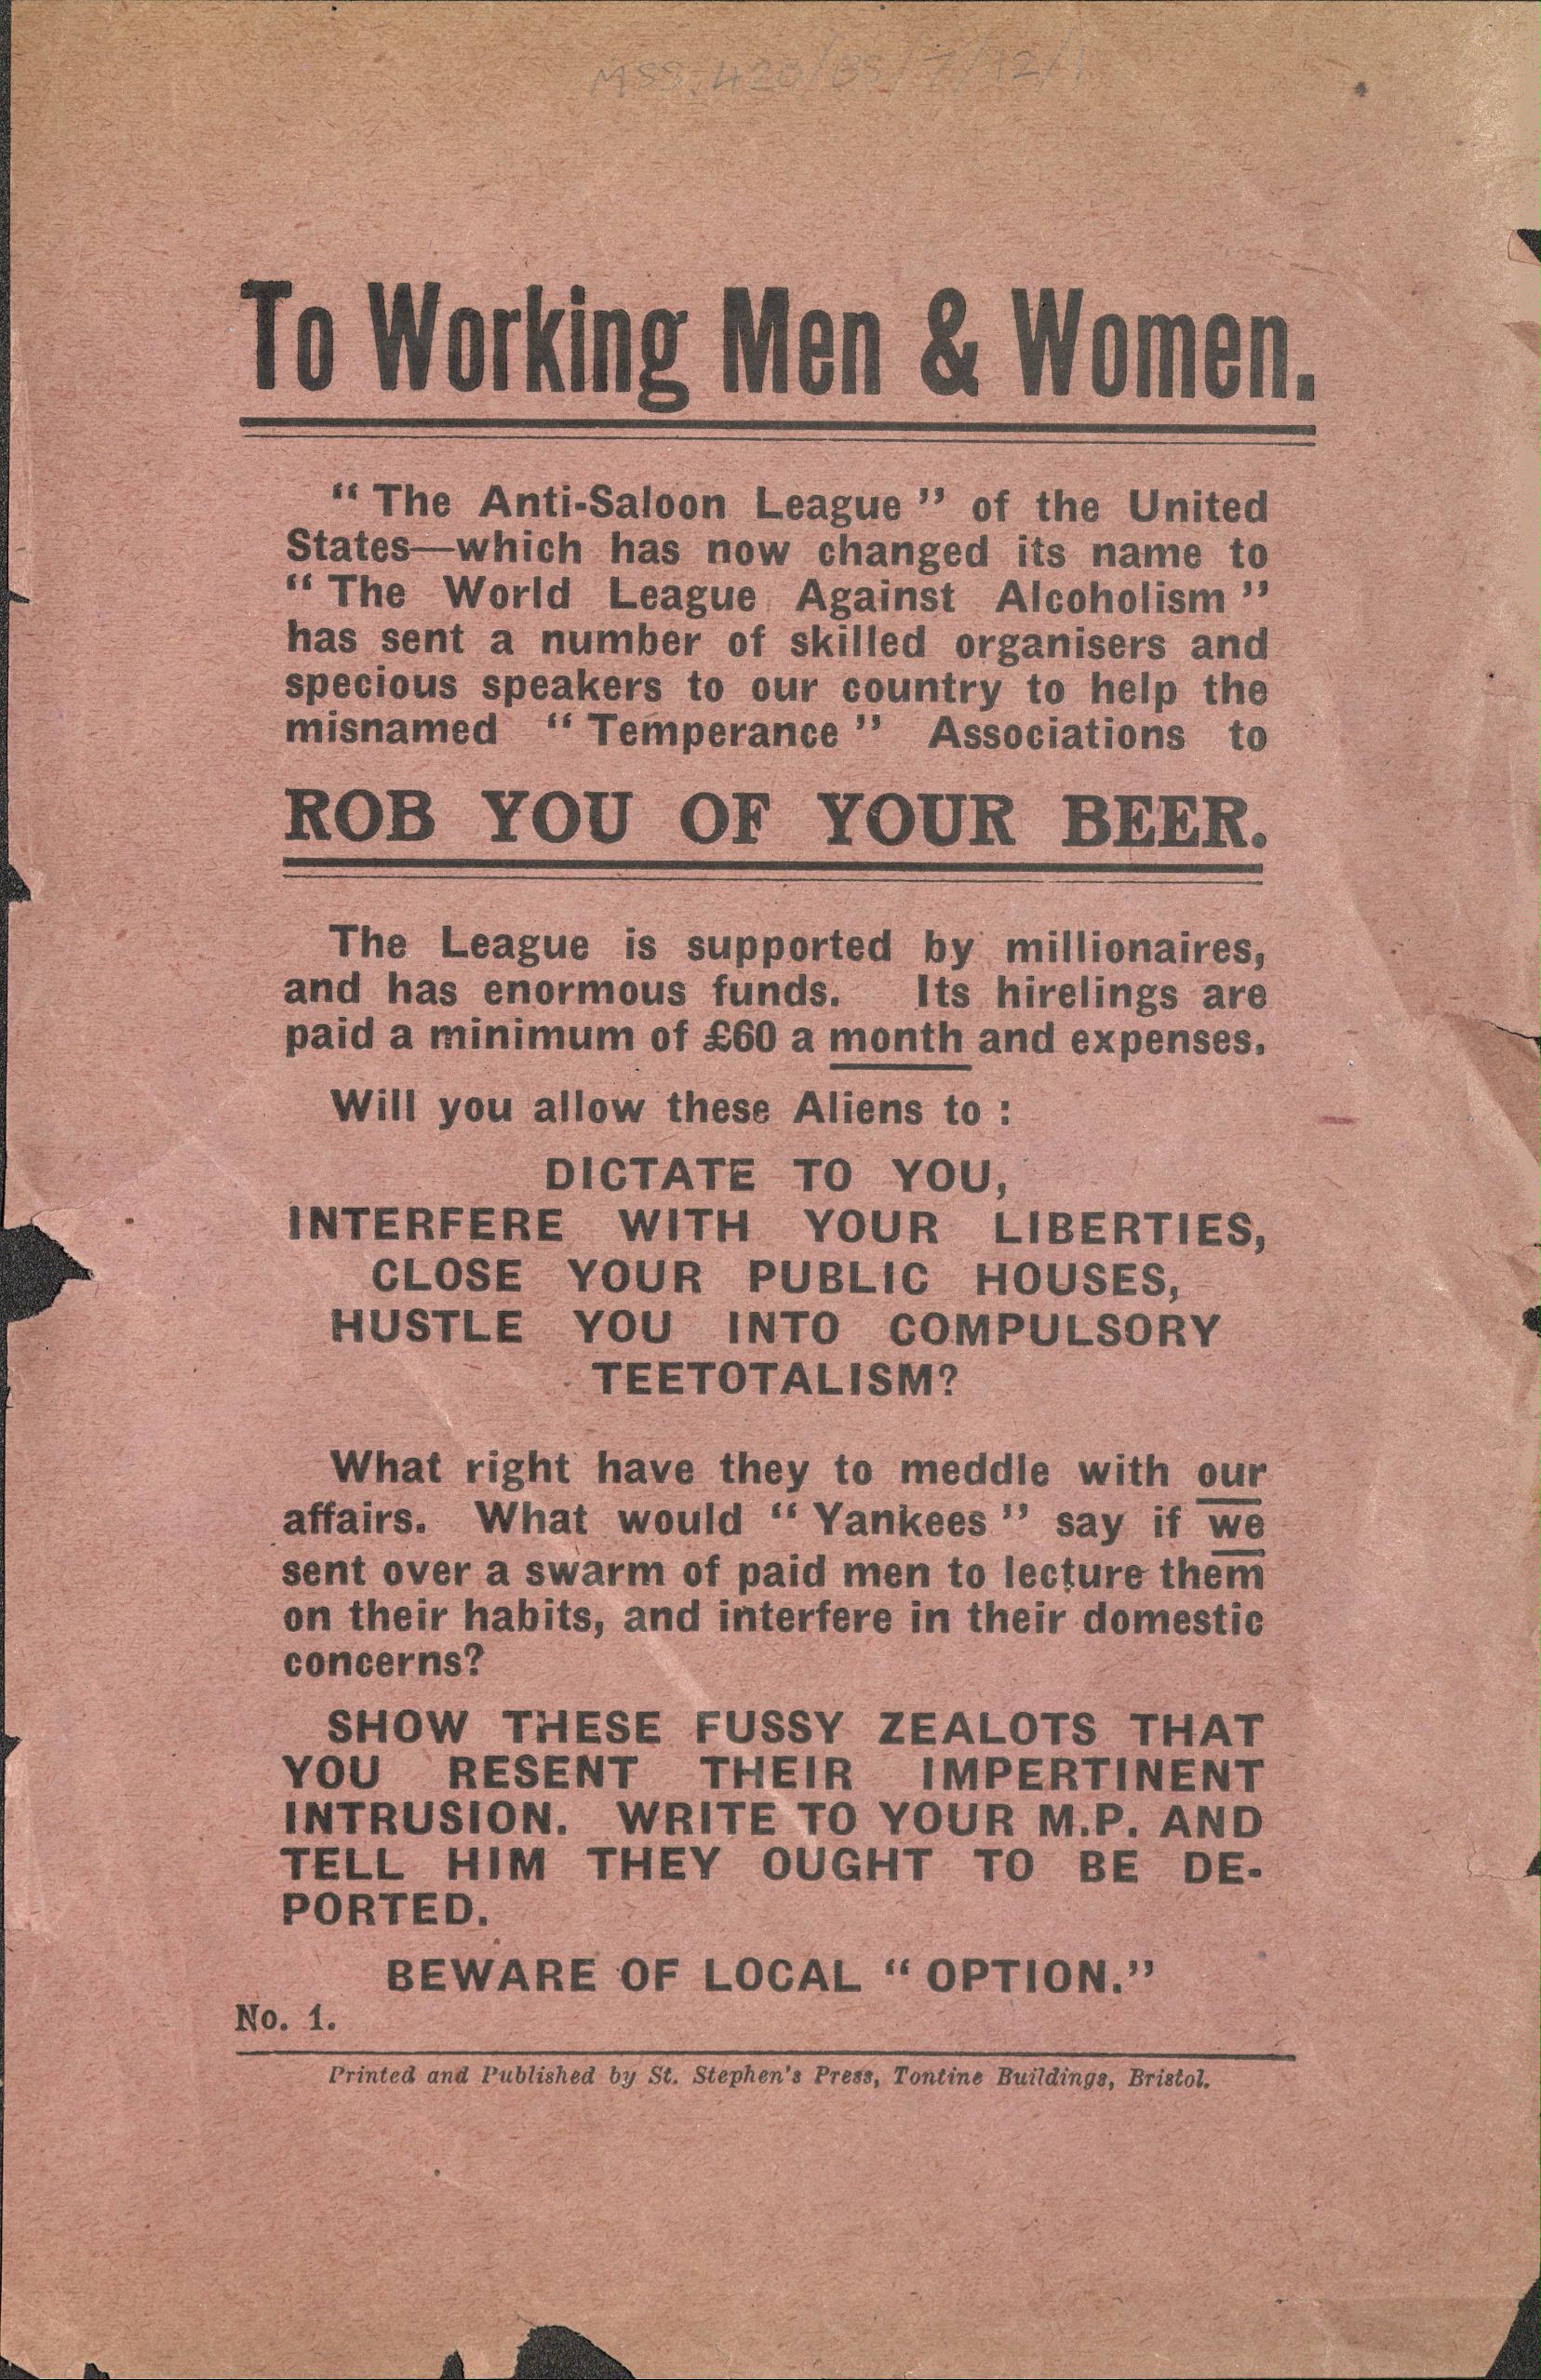 MSS.420/BS/7/12/1
To Working Men & Women.
“ The Anti-Saloon League ” of the United
States—which has now changed its name to
“ The World League Against Alcoholism ”
has sent a number of skilled organisers and
specious speakers to our country to help the
misnamed “ Temperance ” Associations to
ROB YOU OF YOUR BEER.
The League is supported by millionaires,
and has enormous funds. Its hirelings are
paid a minimum of £60 a month and expenses.
Will you allow these Aliens to :
DICTATE TO YOU,
INTERFERE WITH YOUR LIBERTIES,
CLOSE YOUR PUBLIC HOUSES,
HUSTLE YOU INTO COMPULSORY
TEETOTALISM?
What right have they to meddle with our
affairs. What would “ Yankees ” say if we
sent over a swarm of paid men to lecture them
on their habits, and interfere in their domestic
concerns?
SHOW THESE FUSSY ZEALOTS THAT
YOU RESENT THEIR IMPERTINENT
INTRUSION. WRITE TO YOUR M.P. AND
TELL HIM THEY OUGHT TO BE DE-
PORTED.
BEWARE OF LOCAL “ OPTION.”
No. 1.
Printed and Published by St. Stephen's Press, Tontine Buildings, Bristol.